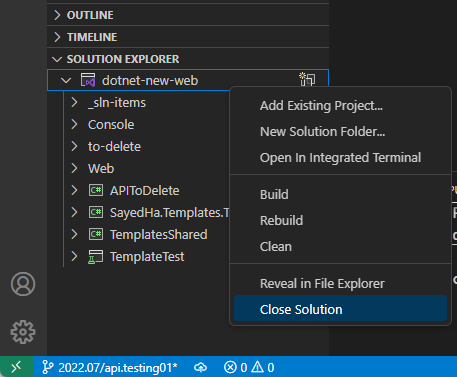 OUTLINE
TIMELINE
SOLUTION EXPLORER
dotnet-new-web
_sln-items
Console
to-delete
Web
APIToDelete
SayedHa.Templates.T
TemplatesShared
TemplateTest
Add Existing Project...
New Solution Folder...
Open In Integrated Terminal
Build
Rebuild
Clean
Reveal in File Explorer
Close Solution
2022.07/api.testing01* 0 0